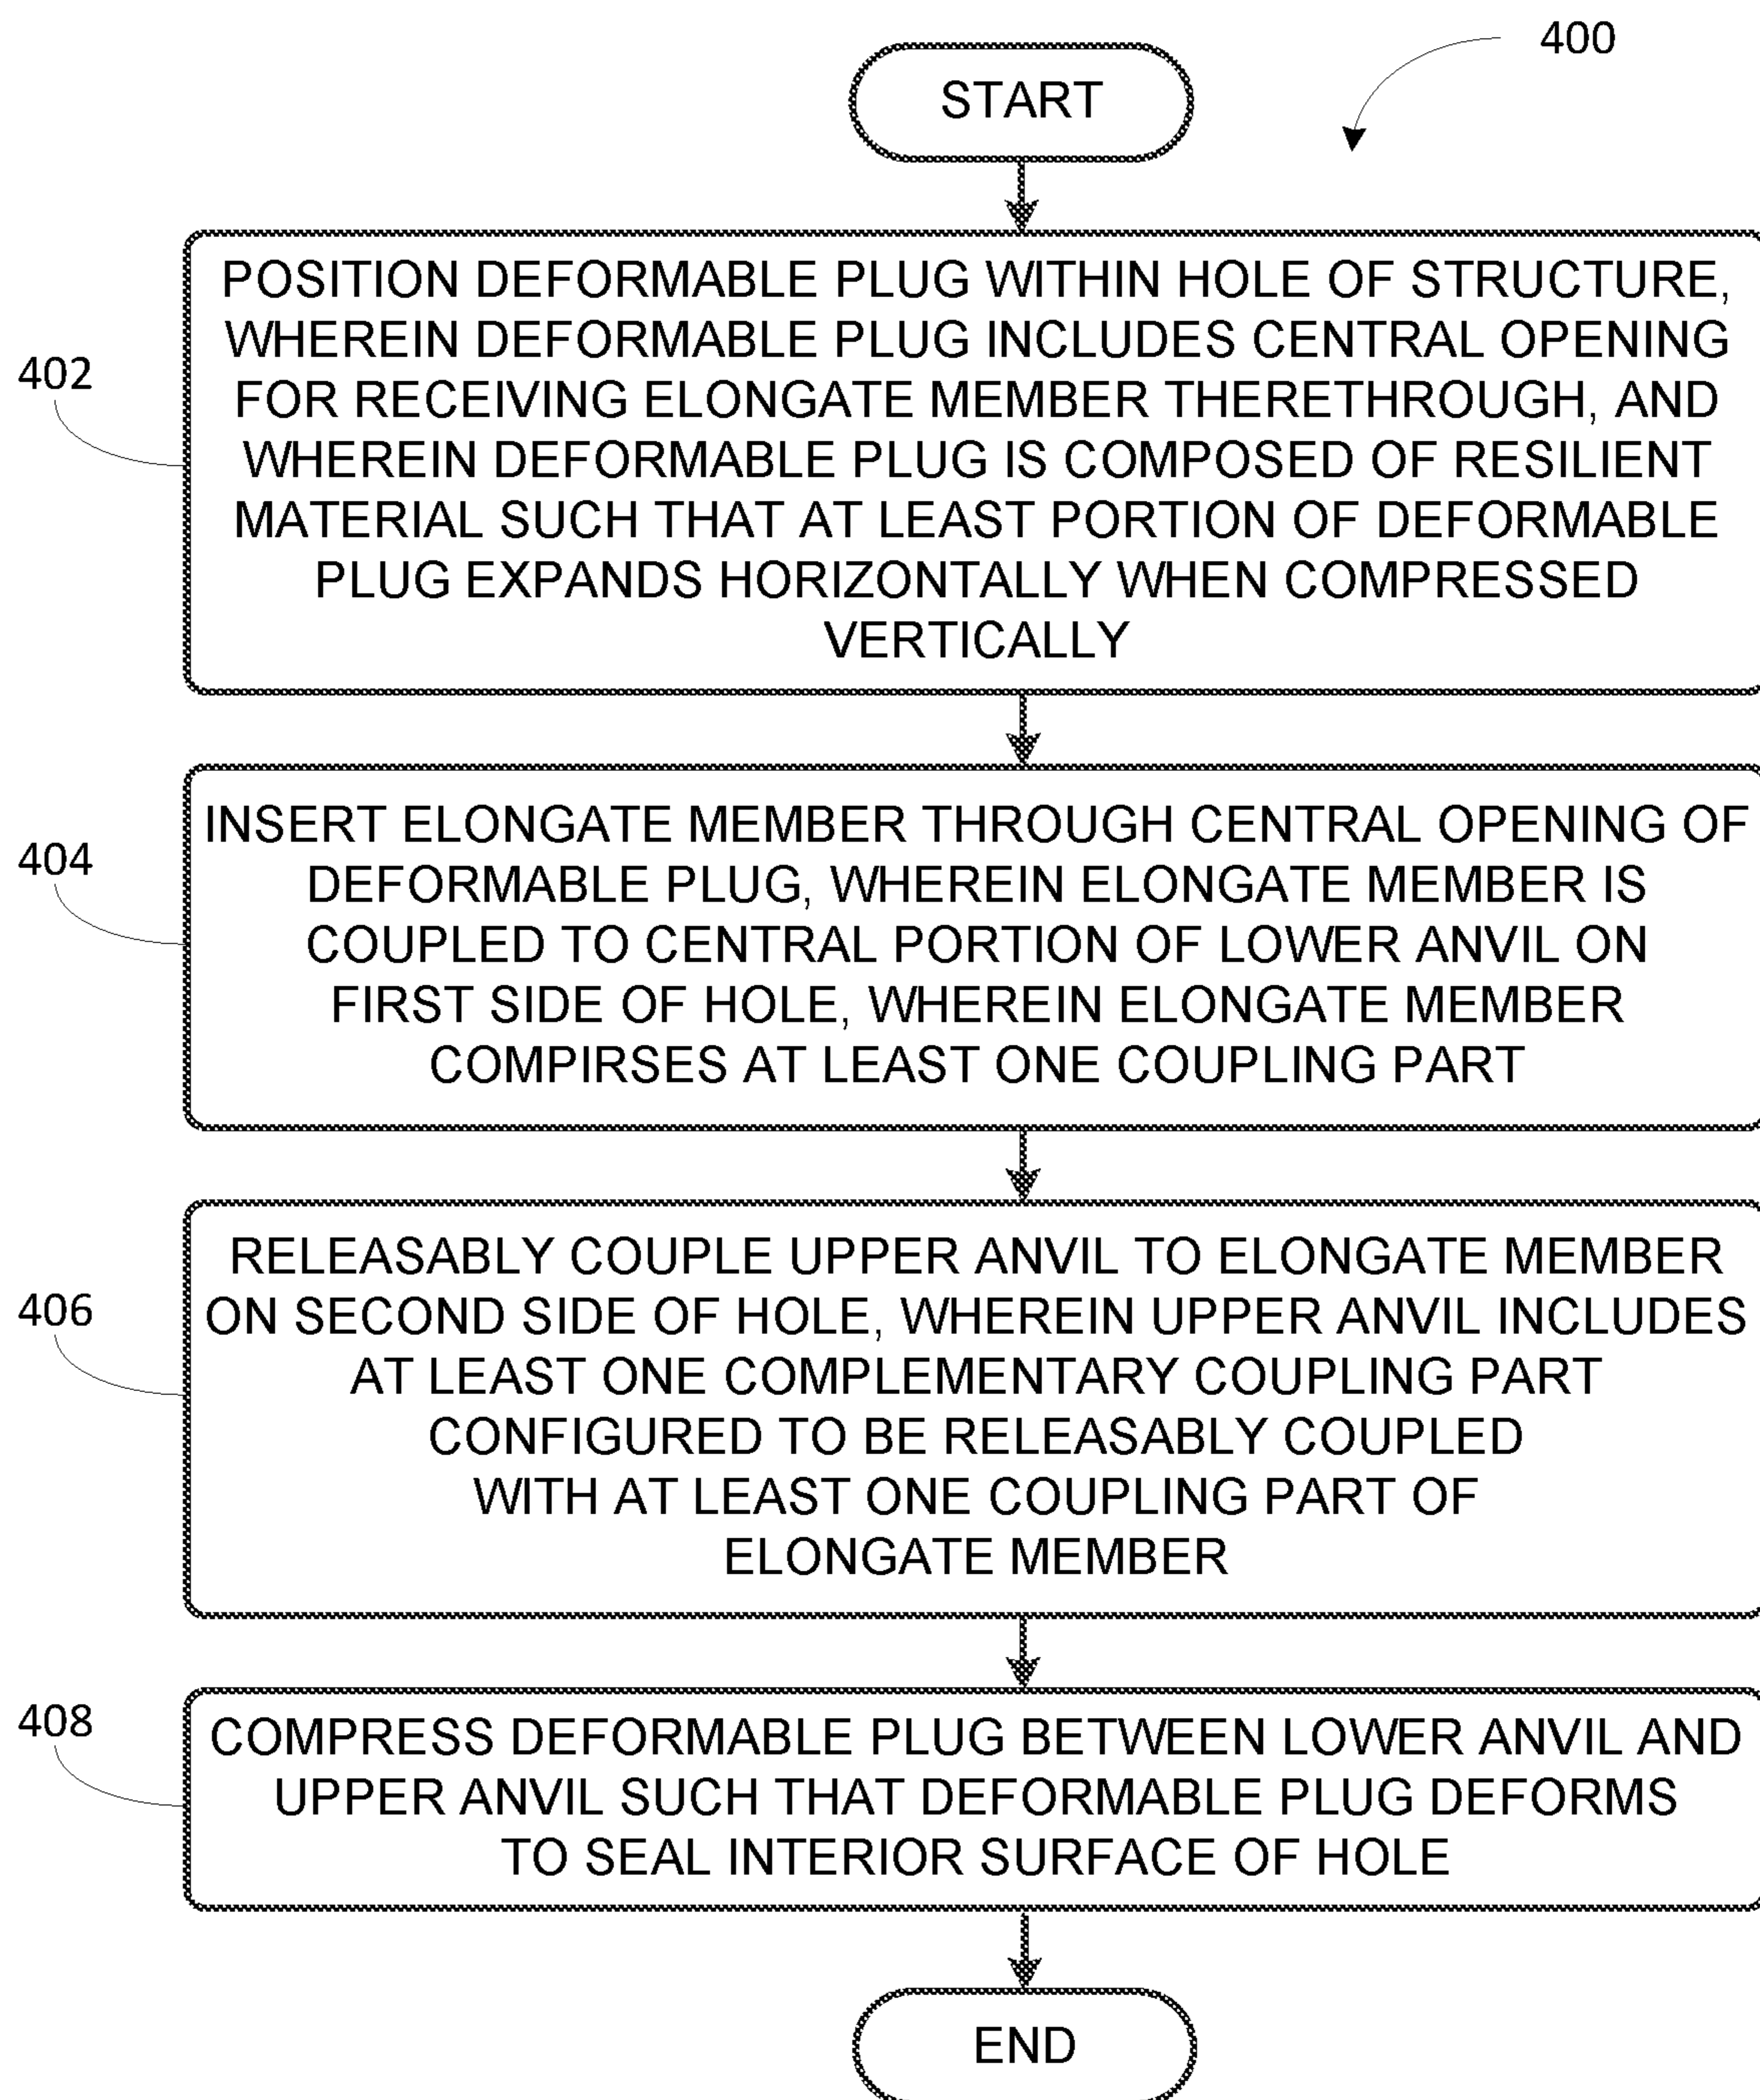 400
START
402
POSITION DEFORMABLE PLUG WITHIN HOLE OF STRUCTURE,
WHEREIN DEFORMABLE PLUG INCLUDES CENTRAL OPENING
FOR RECEIVING ELONGATE MEMBER THERETHROUGH, AND
WHEREIN DEFORMABLE PLUG IS COMPOSED OF RESILIENT
MATERIAL SUCH THAT AT LEAST PORTION OF DEFORMABLE
PLUG EXPANDS HORIZONTALLY WHEN COMPRESSED
VERTICALLY
404
INSERT ELONGATE MEMBER THROUGH CENTRAL OPENING OF
DEFORMABLE PLUG, WHEREIN ELONGATE MEMBER IS
COUPLED TO CENTRAL PORTION OF LOWER ANVIL ON
FIRST SIDE OF HOLE, WHEREIN ELONGATE MEMBER
COMPIRSES AT LEAST ONE COUPLING PART
406
RELEASABLY COUPLE UPPER ANVIL TO ELONGATE MEMBER
ON SECOND SIDE OF HOLE, WHEREIN UPPER ANVIL INCLUDES
AT LEAST ONE COMPLEMENTARY COUPLING PART
CONFIGURED TO BE RELEASABLY COUPLED
WITH AT LEAST ONE COUPLING PART OF
ELONGATE MEMBER
408
COMPRESS DEFORMABLE PLUG BETWEEN LOWER ANVIL AND
UPPER ANVIL SUCH THAT DEFORMABLE PLUG DEFORMS
TO SEAL INTERIOR SURFACE OF HOLE
END